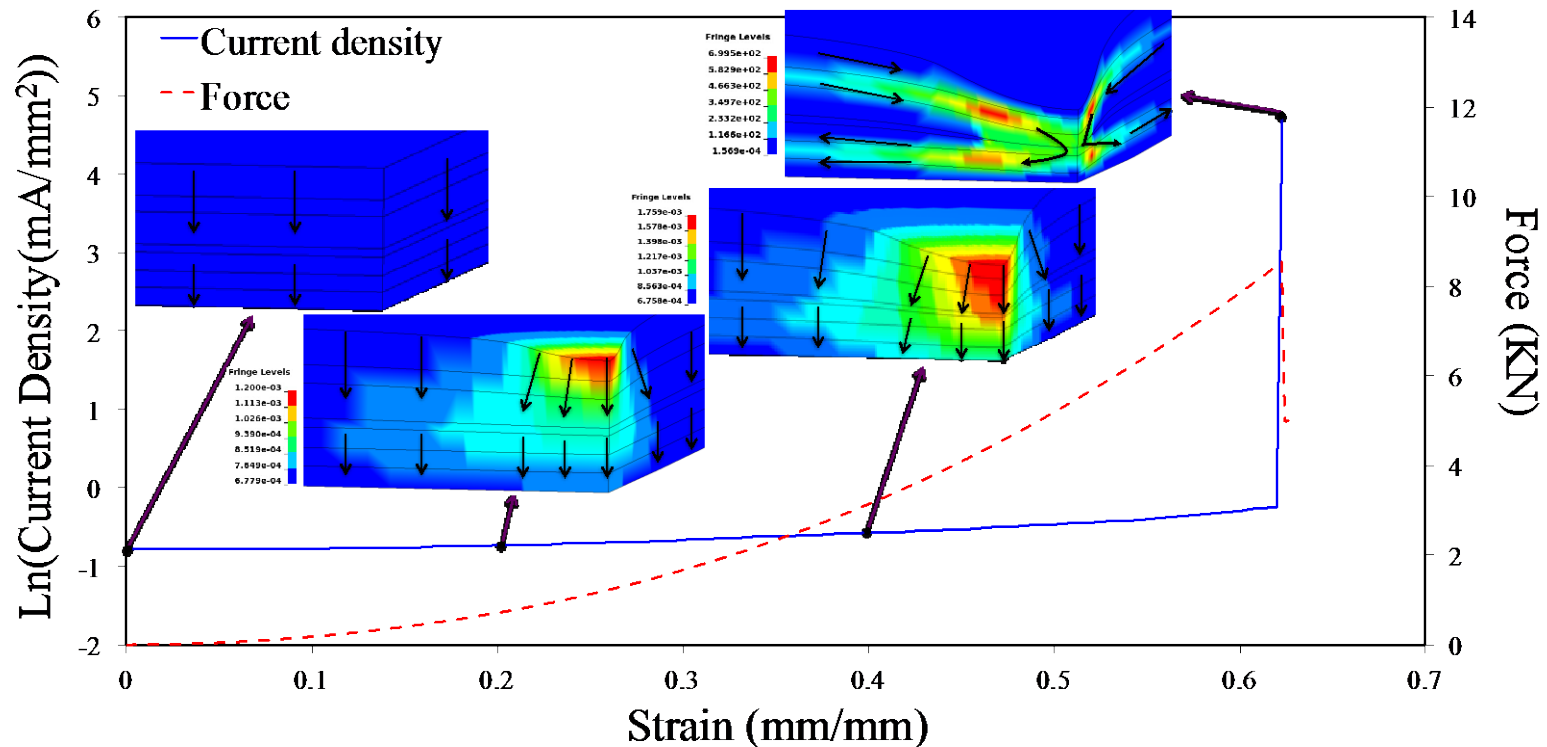 Current density
Force
Ln(Current Density(mA/mm²))
6
5
4
3
2
1
0
-1
-2
Fringe Levels
6.995e+02
5.829e+02
4.663e+02
3.497e+02
2.332e+02
1.166e+02
1.569e-04
Fringe Levels
1.759e-03
1.578e-03
1.398e-03
1.217e-03
1.037e-03
8.563e-04
6.758e-04
Fringe Levels
1.200e-03
1.113e-03
1.026e-03
9.390e-04
8.519e-04
7.649e-04
6.779e-04
14
12
10
8
6
4
2
0
Force (KN)
0 0.1 0.2 0.3 0.4 0.5 0.6 0.7
Strain (mm/mm)